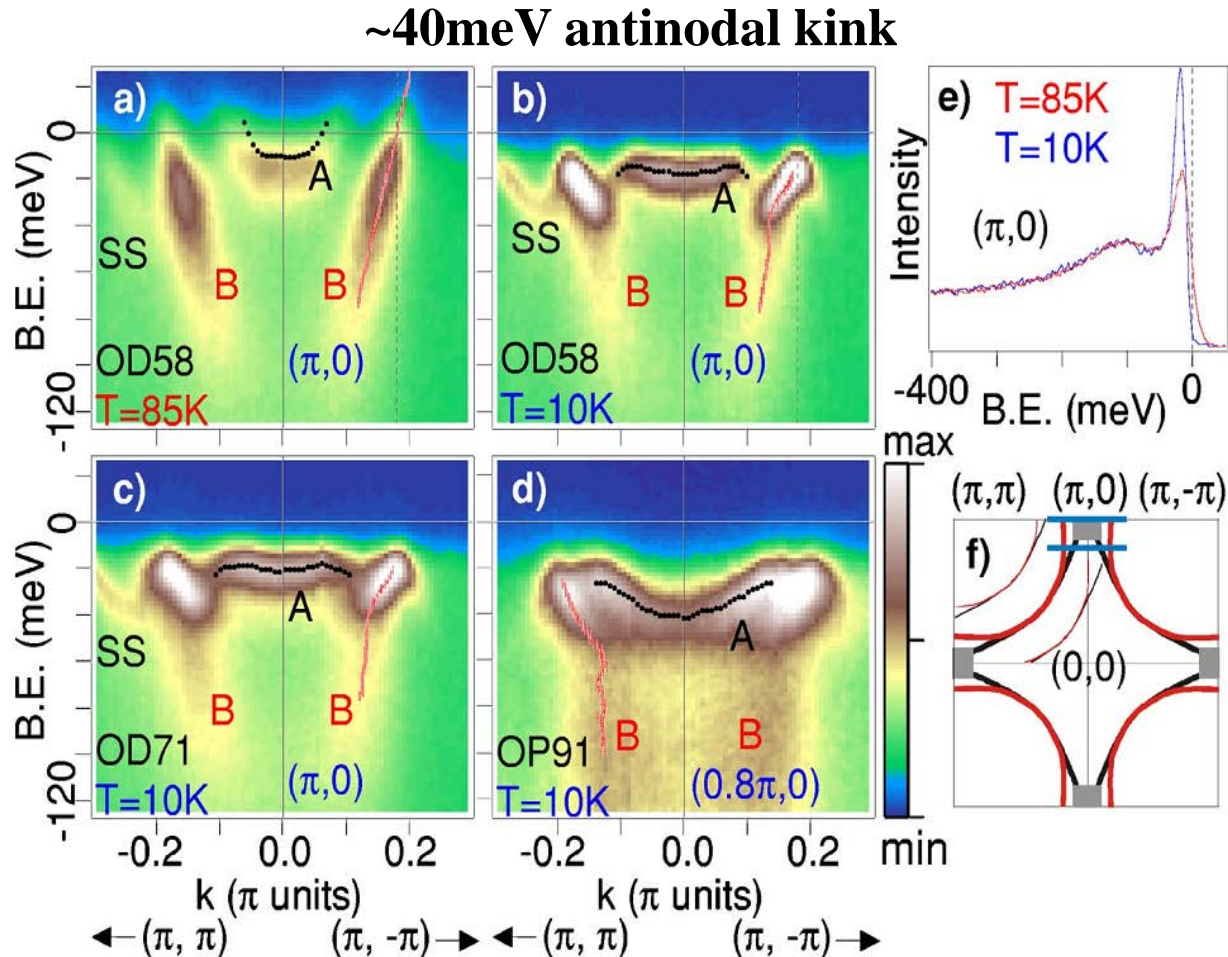 ~40meV antinodal kink
a)
0
A
SS
B
B
OD58
(π,0)
T=85K
-120
B.E. (meV)
b)
A
SS
B
B
OD58
(π,0)
T=10K
e)
T=85K
T=10K
(π,0)
Intensity
-400
0
B.E. (meV)
c)
0
A
SS
B
B
OD71
(π,0)
T=10K
-120
B.E. (meV)
-0.2
0.0
0.2
k (π units)
(π, π)
(π, -π)
d)
A
B
B
OP91
(0.8π,0)
T=10K
-0.2
0.0
0.2
k (π units)
(π, π)
(π, -π)
max
min
(π,π)
(π,0)
(π,-π)
f)
(0,0)